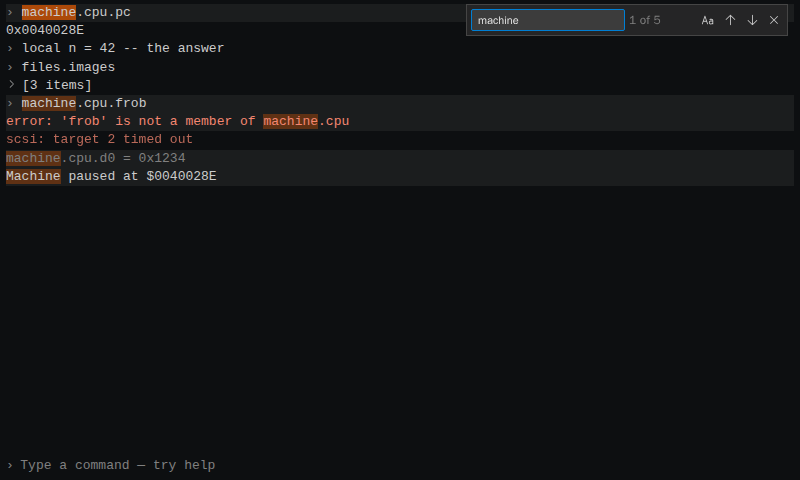 › machine.cpu.pc
machine 1 of 5 Aa
0x0040028E
› local n = 42 -- the answer
› files.images
› [3 items]
› machine.cpu.frob
error: 'frob' is not a member of machine.cpu
scsi: target 2 timed out
machine.cpu.d0 = 0x1234
Machine paused at $0040028E
› Type a command — try help